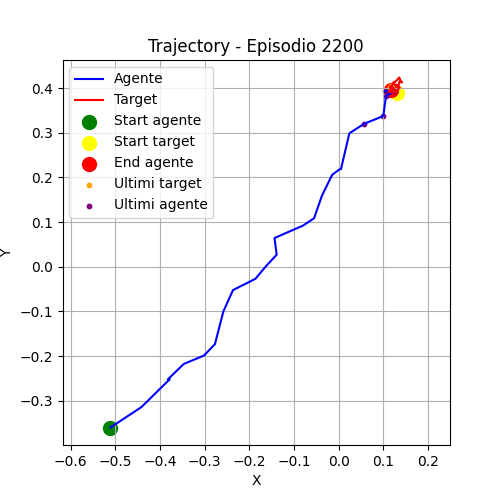 Trajectory - Episodio 2200
Agente
Target
Start agente
Start target
End agente
Ultimi target
Ultimi agente
0.4
0.3
0.2
0.1
0.0
−0.1
−0.2
−0.3
Y
−0.6 −0.5 −0.4 −0.3 −0.2 −0.1 0.0 0.1 0.2
X